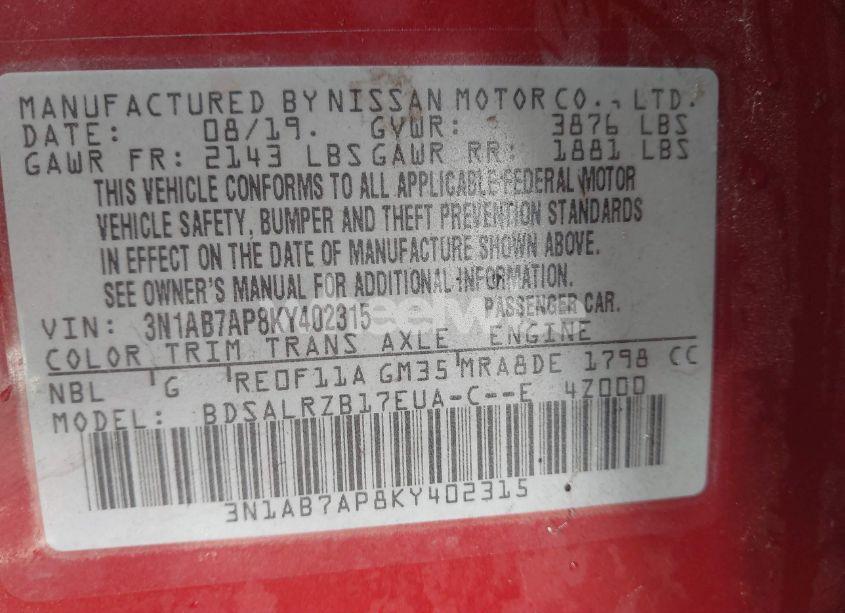 MANUFACTURED BY NISSAN MOTOR CO., LTD.
DATE: 08/19. GVWR: 3876 LBS
GAWR FR: 2143 LBS GAWR RR: 1881 LBS
THIS VEHICLE CONFORMS TO ALL APPLICABLE FEDERAL MOTOR
VEHICLE SAFETY, BUMPER AND THEFT PREVENTION STANDARDS
IN EFFECT ON THE DATE OF MANUFACTURE SHOWN ABOVE.
SEE OWNER'S MANUAL FOR ADDITIONAL INFORMATION.
VIN: 3N1AB7AP8KY402315 PASSENGER CAR.
COLOR TRIM TRANS AXLE ENGINE
NBL G RE0F11A GM35 MRA8DE 1798 CC
MODEL: BDSALRZB17EUA-C--E 4Z000
3N1AB7AP8KY402315